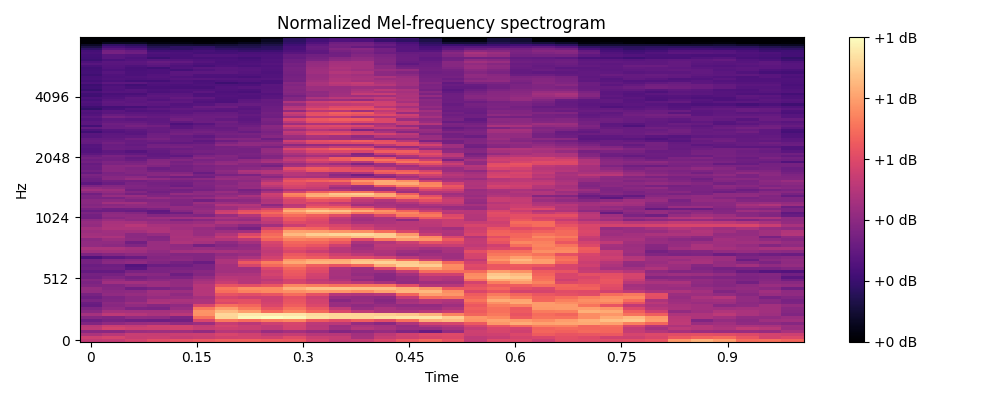 Normalized Mel-frequency spectrogram
Hz
4096
2048
1024
512
0
0
0.15
0.3
0.45
0.6
0.75
0.9
Time
+1 dB
+1 dB
+1 dB
+0 dB
+0 dB
+0 dB